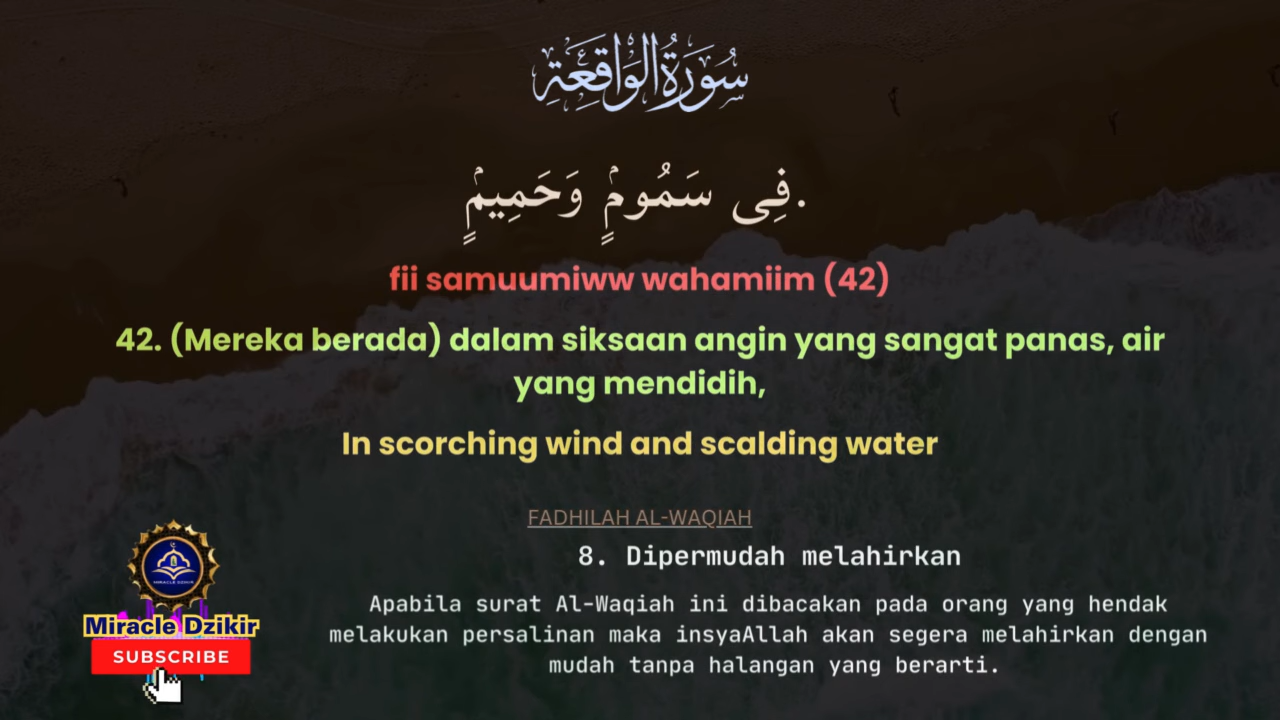 سُورَةُ الوَاقِعَةِ
فِى سَمُومٍۢ وَحَمِيمٍۢ.
fii samuumiww wahamiim (42)
42. (Mereka berada) dalam siksaan angin yang sangat panas, air
yang mendidih,
In scorching wind and scalding water
FADHILAH AL-WAQIAH
8. Dipermudah melahirkan
Apabila surat Al-Waqiah ini dibacakan pada orang yang hendak
melakukan persalinan maka insyaAllah akan segera melahirkan dengan
mudah tanpa halangan yang berarti.
MIRACLE DZIKIR
Miracle Dzikir
SUBSCRIBE